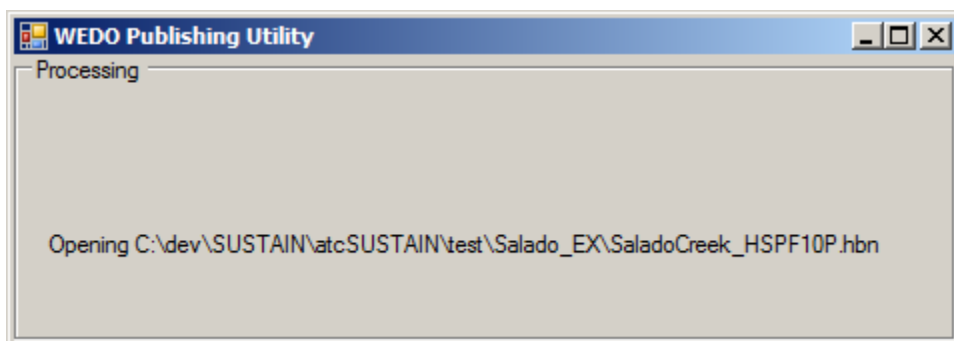 WEDO Publishing Utility
Processing
Opening C:\dev\SUSTAIN\atcSUSTAIN\test\Salado_EX\SaladoCreek_HSPF10P.hbn